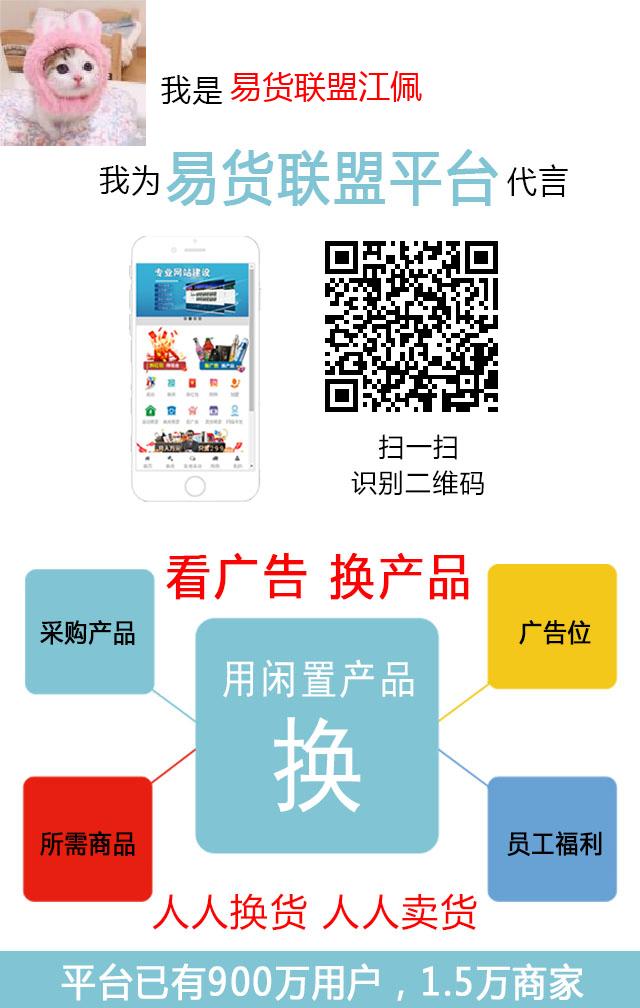 我是 易货联盟江佩
我为 易货联盟平台 代言
专业网站建设
扫一扫
识别二维码
看广告 换产品
采购产品
广告位
用闲置产品
换
所需商品
员工福利
人人换货 人人卖货
平台已有900万用户，1.5万商家